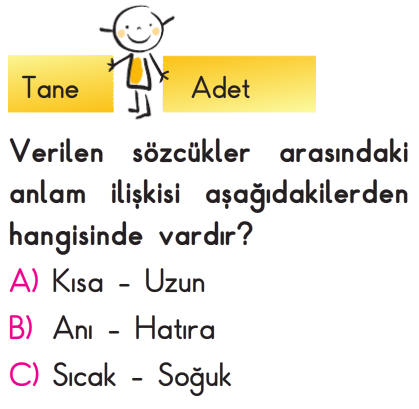 Tane Adet
Verilen sözcükler arasındaki
anlam ilişkisi aşağıdakilerden
hangisinde vardır?
A) Kısa - Uzun
B) Anı - Hatıra
C) Sıcak - Soğuk